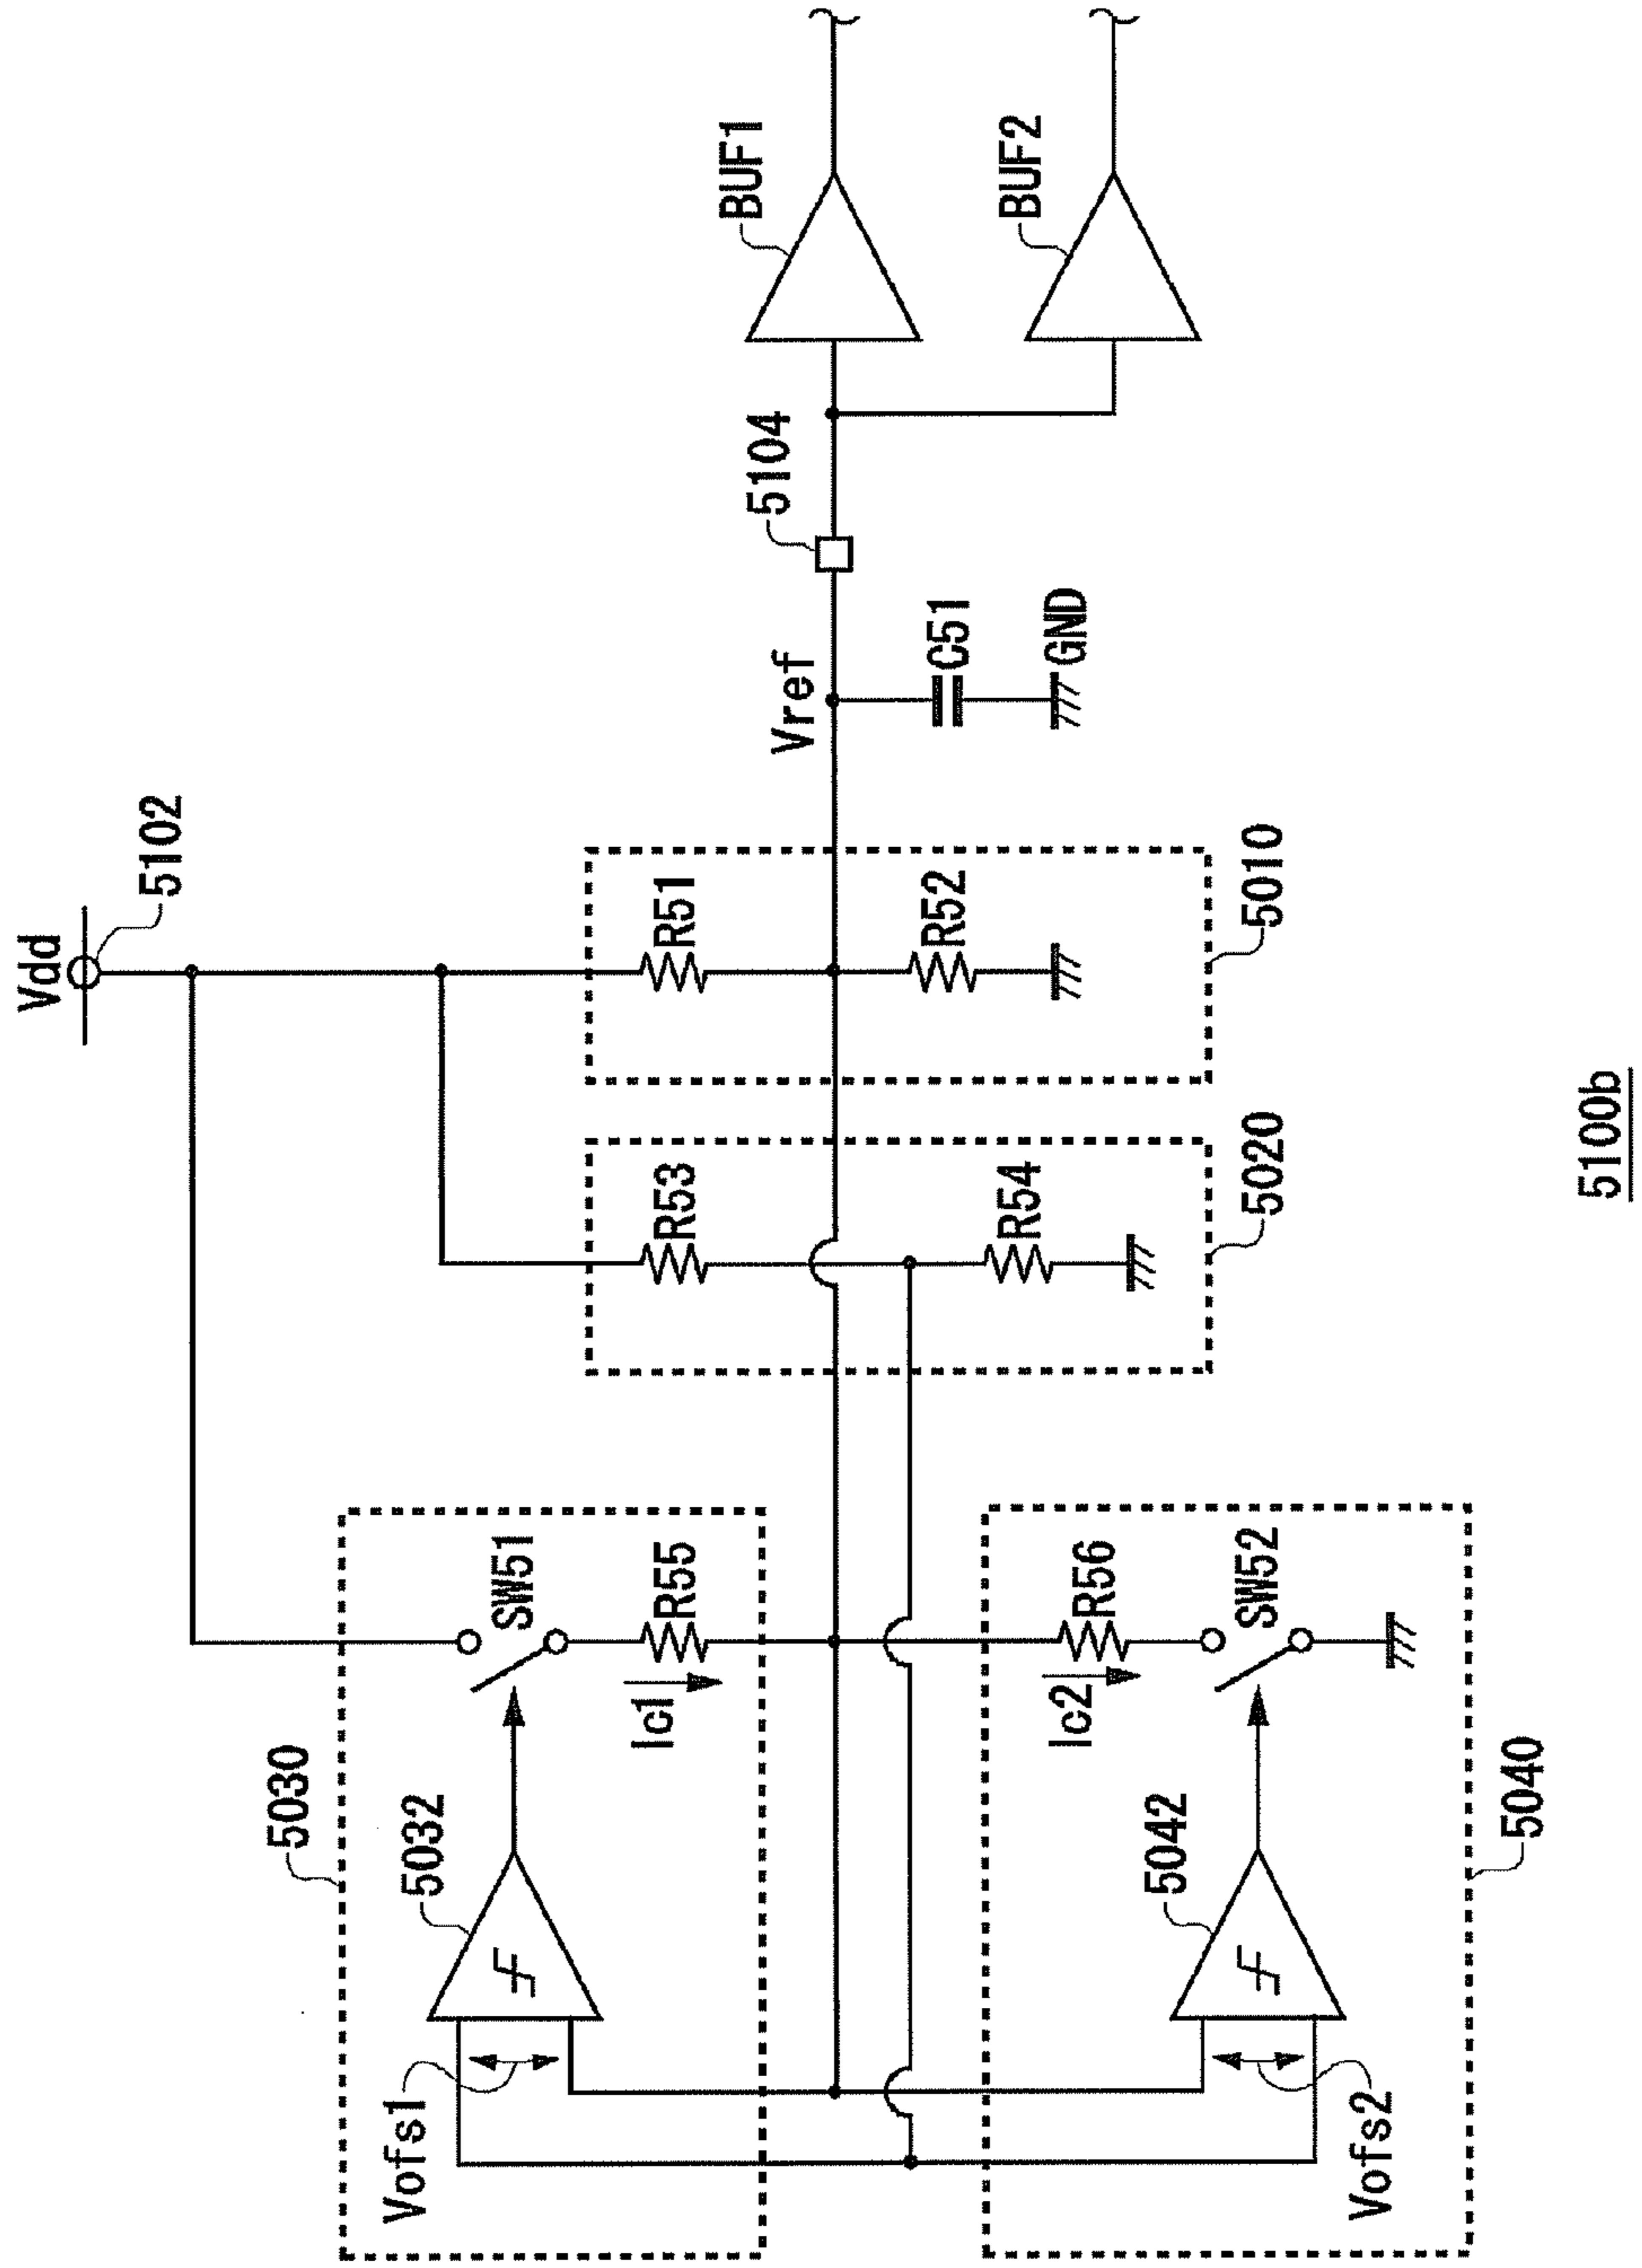 Vdd
5102
5030
5032
SW51
R55
Ic1
Vofs1
R53
R51
Vref
5104
BUF1
BUF2
C51
GND
R52
R54
5010
5020
R56
Ic2
SW52
5042
Vofs2
5040
5100b